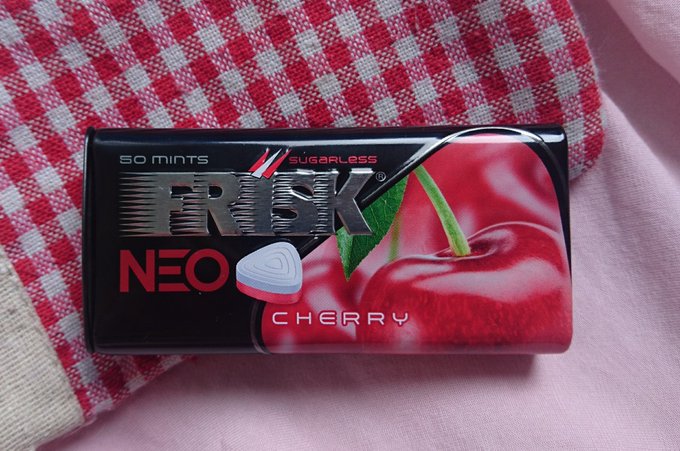 50 MINTS
SUGARLESS
FRISK®
NEO
CHERRY